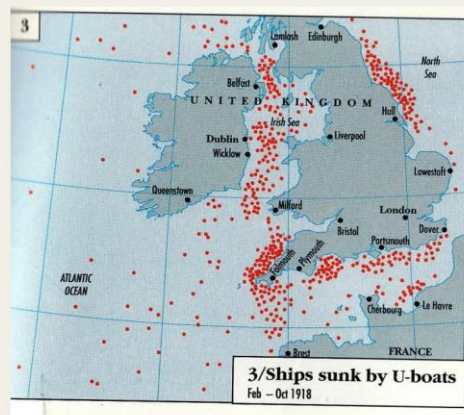 3
Lamlash
Edinburgh
North
Sea
Belfast
UNITED KINGDOM
Irish Sea
Hull
Dublin
Liverpool
Wicklow
Lowestoft
Queenstown
Milford
London
Bristol
Dover
Portsmouth
Plymouth
Falmouth
ATLANTIC
OCEAN
Cherbourg
Le Havre
Brest
FRANCE
3/Ships sunk by U-boats
Feb – Oct 1918